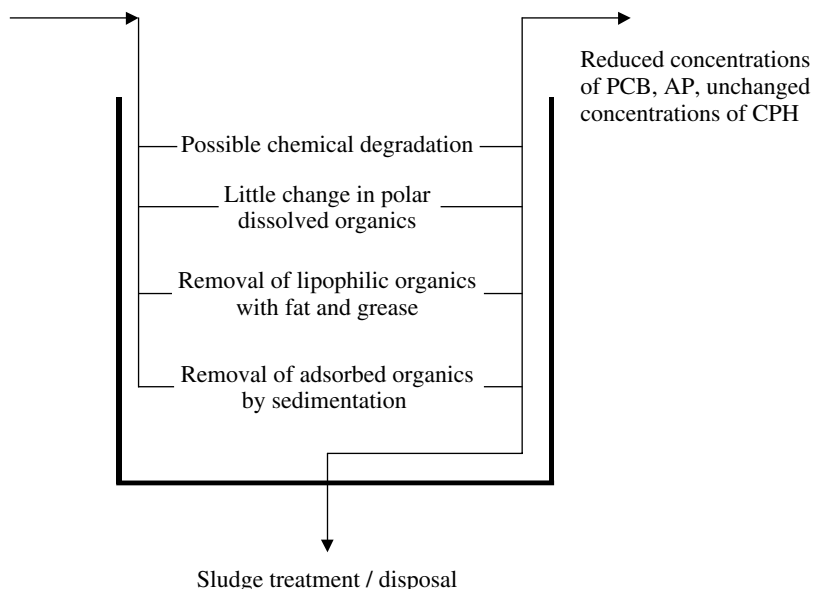 Reduced concentrations
of PCB, AP, unchanged
concentrations of CPH
Possible chemical degradation
Little change in polar
dissolved organics
Removal of lipophilic organics
with fat and grease
Removal of adsorbed organics
by sedimentation
Sludge treatment / disposal